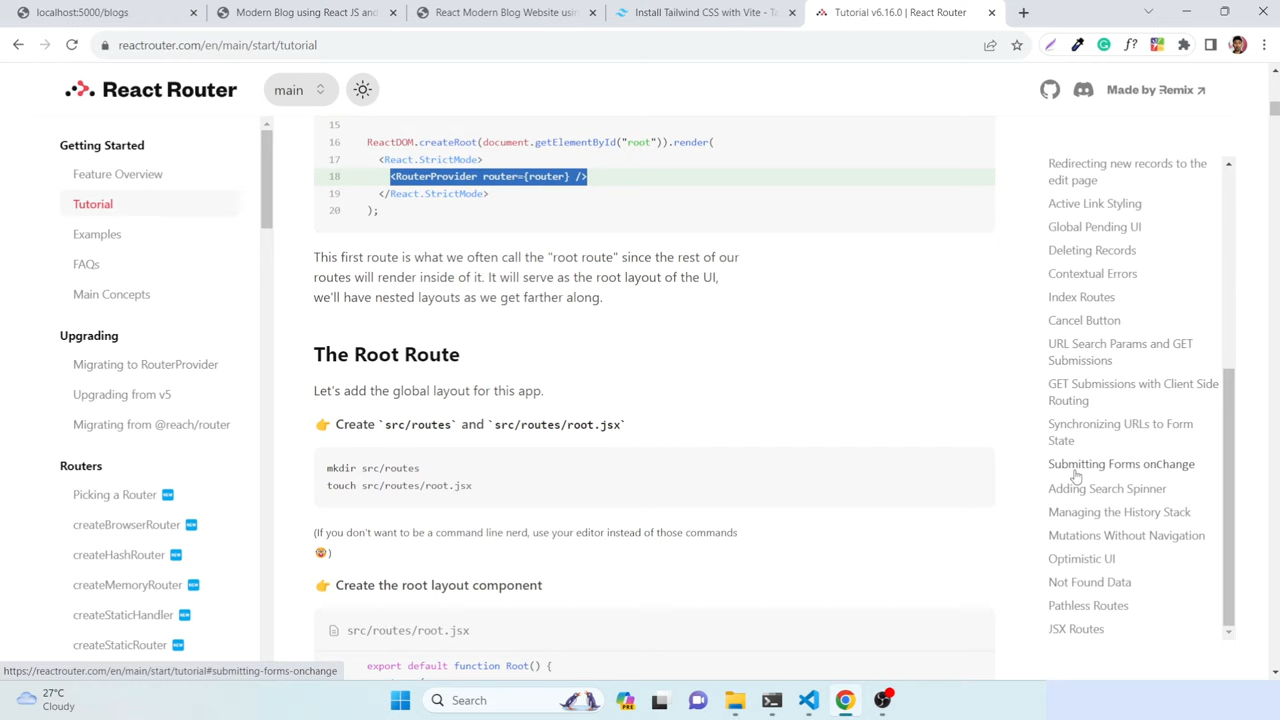 localhost:5000/blogs
Modern Blog using React JS and
React Modern Blog Website usin
Install Tailwind CSS with Vite - Ta
Tutorial v6.16.0 | React Router
reactrouter.com/en/main/start/tutorial
React Router
main
Made by Remix
Getting Started
Feature Overview
Tutorial
Examples
FAQs
Main Concepts
Upgrading
Migrating to RouterProvider
Upgrading from v5
Migrating from @reach/router
Routers
Picking a Router NEW
createBrowserRouter NEW
createHashRouter NEW
createMemoryRouter NEW
createStaticHandler NEW
createStaticRouter NEW
15
16 ReactDOM.createRoot(document.getElementById("root")).render(
17 <React.StrictMode>
18 <RouterProvider router={router} />
19 </React.StrictMode>
20 );
This first route is what we often call the "root route" since the rest of our
routes will render inside of it. It will serve as the root layout of the UI,
we'll have nested layouts as we get farther along.
The Root Route
Let's add the global layout for this app.
👉 Create `src/routes` and `src/routes/root.jsx`
mkdir src/routes
touch src/routes/root.jsx
(If you don't want to be a command line nerd, use your editor instead of those commands
🤓)
👉 Create the root layout component
src/routes/root.jsx
export default function Root() {
Redirecting new records to the
edit page
Active Link Styling
Global Pending UI
Deleting Records
Contextual Errors
Index Routes
Cancel Button
URL Search Params and GET
Submissions
GET Submissions with Client Side
Routing
Synchronizing URLs to Form
State
Submitting Forms onChange
Adding Search Spinner
Managing the History Stack
Mutations Without Navigation
Optimistic UI
Not Found Data
Pathless Routes
JSX Routes
https://reactrouter.com/en/main/start/tutorial#submitting-forms-onchange
27°C
Cloudy
Search
PRE